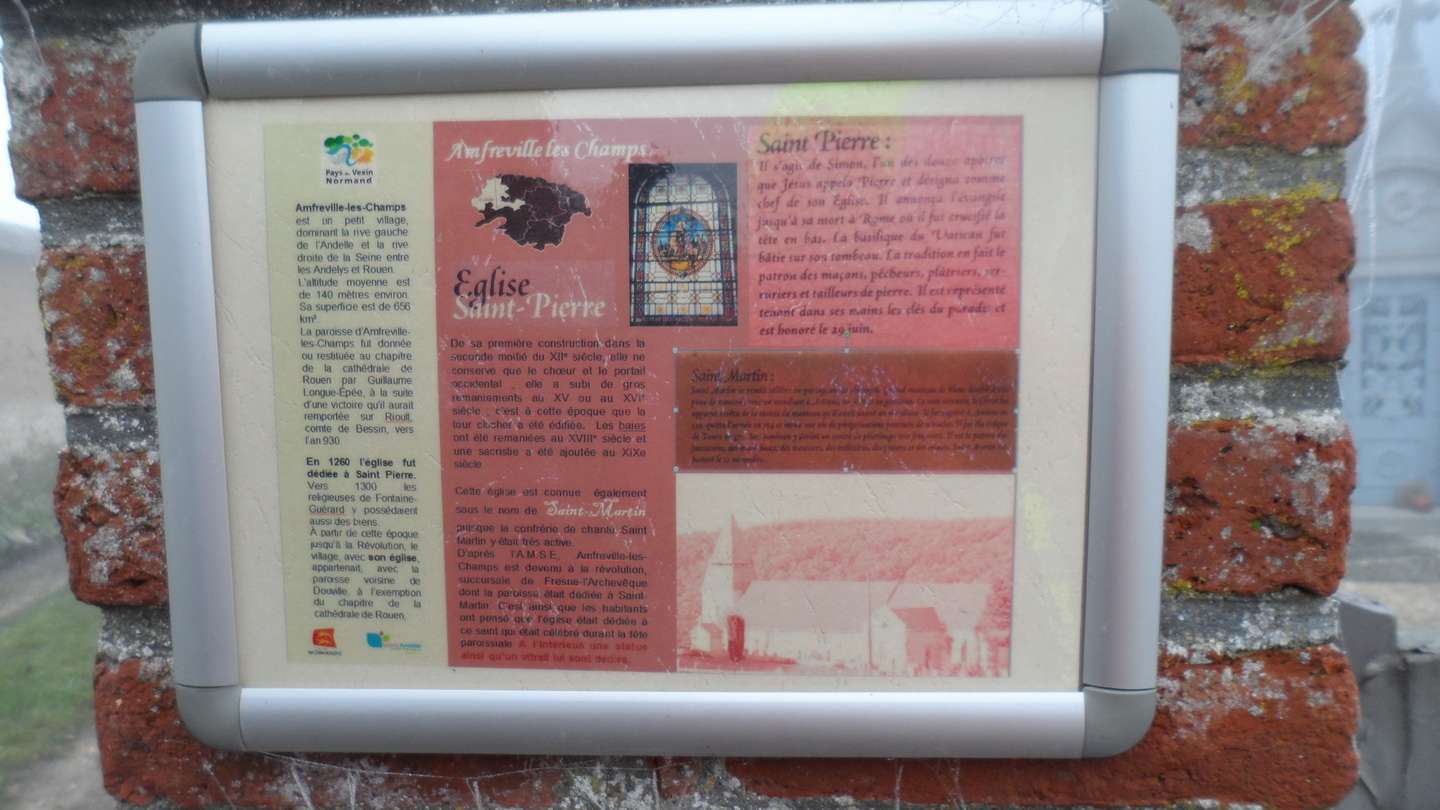 Pays du Vexin
Normand
Amfreville-les-Champs
est un petit village,
dominant la rive gauche
de l'Andelle et la rive
droite de la Seine entre
les Andelys et Rouen.
L'altitude moyenne est
de 140 mètres environ.
Sa superficie est de 656
km².
La paroisse d'Amfreville-
les-Champs fut donnée
ou restituée au chapitre
de la cathédrale de
Rouen par Guillaume
Longue-Épée, à la suite
d'une victoire qu'il aurait
remportée sur Rioult,
comte de Bessin, vers
l'an 930
En 1260 l'église fut
dédiée à Saint Pierre.
Vers 1300 les
religieuses de Fontaine-
Guérard y possédaient
aussi des biens.
À partir de cette époque
jusqu'à la Révolution, le
village, avec son église,
appartenait, avec la
paroisse voisine de
Douville, à l'exemption
du chapitre de la
cathédrale de Rouen.
Amfreville les Champs
Eglise
Saint-Pierre
De sa première construction dans la
seconde moitié du XIIe siècle, elle ne
conserve que le chœur et le portail
occidental , elle a subi de gros
remaniements au XV ou au XVIe
siècle , c'est à cette époque que la
tour clocher a été édifiée. Les baies
ont été remaniées au XVIIIe siècle et
une sacristie a été ajoutée au XIXe
siècle
Cette église est connue également
sous le nom de Saint-Martin
puisque la confrérie de charité Saint
Martin y était très active.
D'après l'A.M.S.E, Amfreville-les-
Champs est devenu à la révolution,
succursale de Fresne-l'Archevêque
dont la paroisse était dédiée à Saint-
Martin. C'est ainsi que les habitants
ont pensé que l'église était dédiée à
ce saint qui était célébré durant la fête
paroissiale. A l'intérieur une statue
ainsi qu'un vitrail lui sont dédiés.
Saint Pierre :
Il s'agit de Simon, l'un des douze apôtres
que Jésus appela Pierre et désigna comme
chef de son Église. Il annonça l'évangile
jusqu'à sa mort à Rome où il fut crucifié la
tête en bas. La basilique du Vatican fut
bâtie sur son tombeau. La tradition en fait le
patron des maçons, pêcheurs, plâtriers, ser-
ruriers et tailleurs de pierre. Il est représenté
tenant dans ses mains les clés du paradis et
est honoré le 29 juin.
Saint Martin :